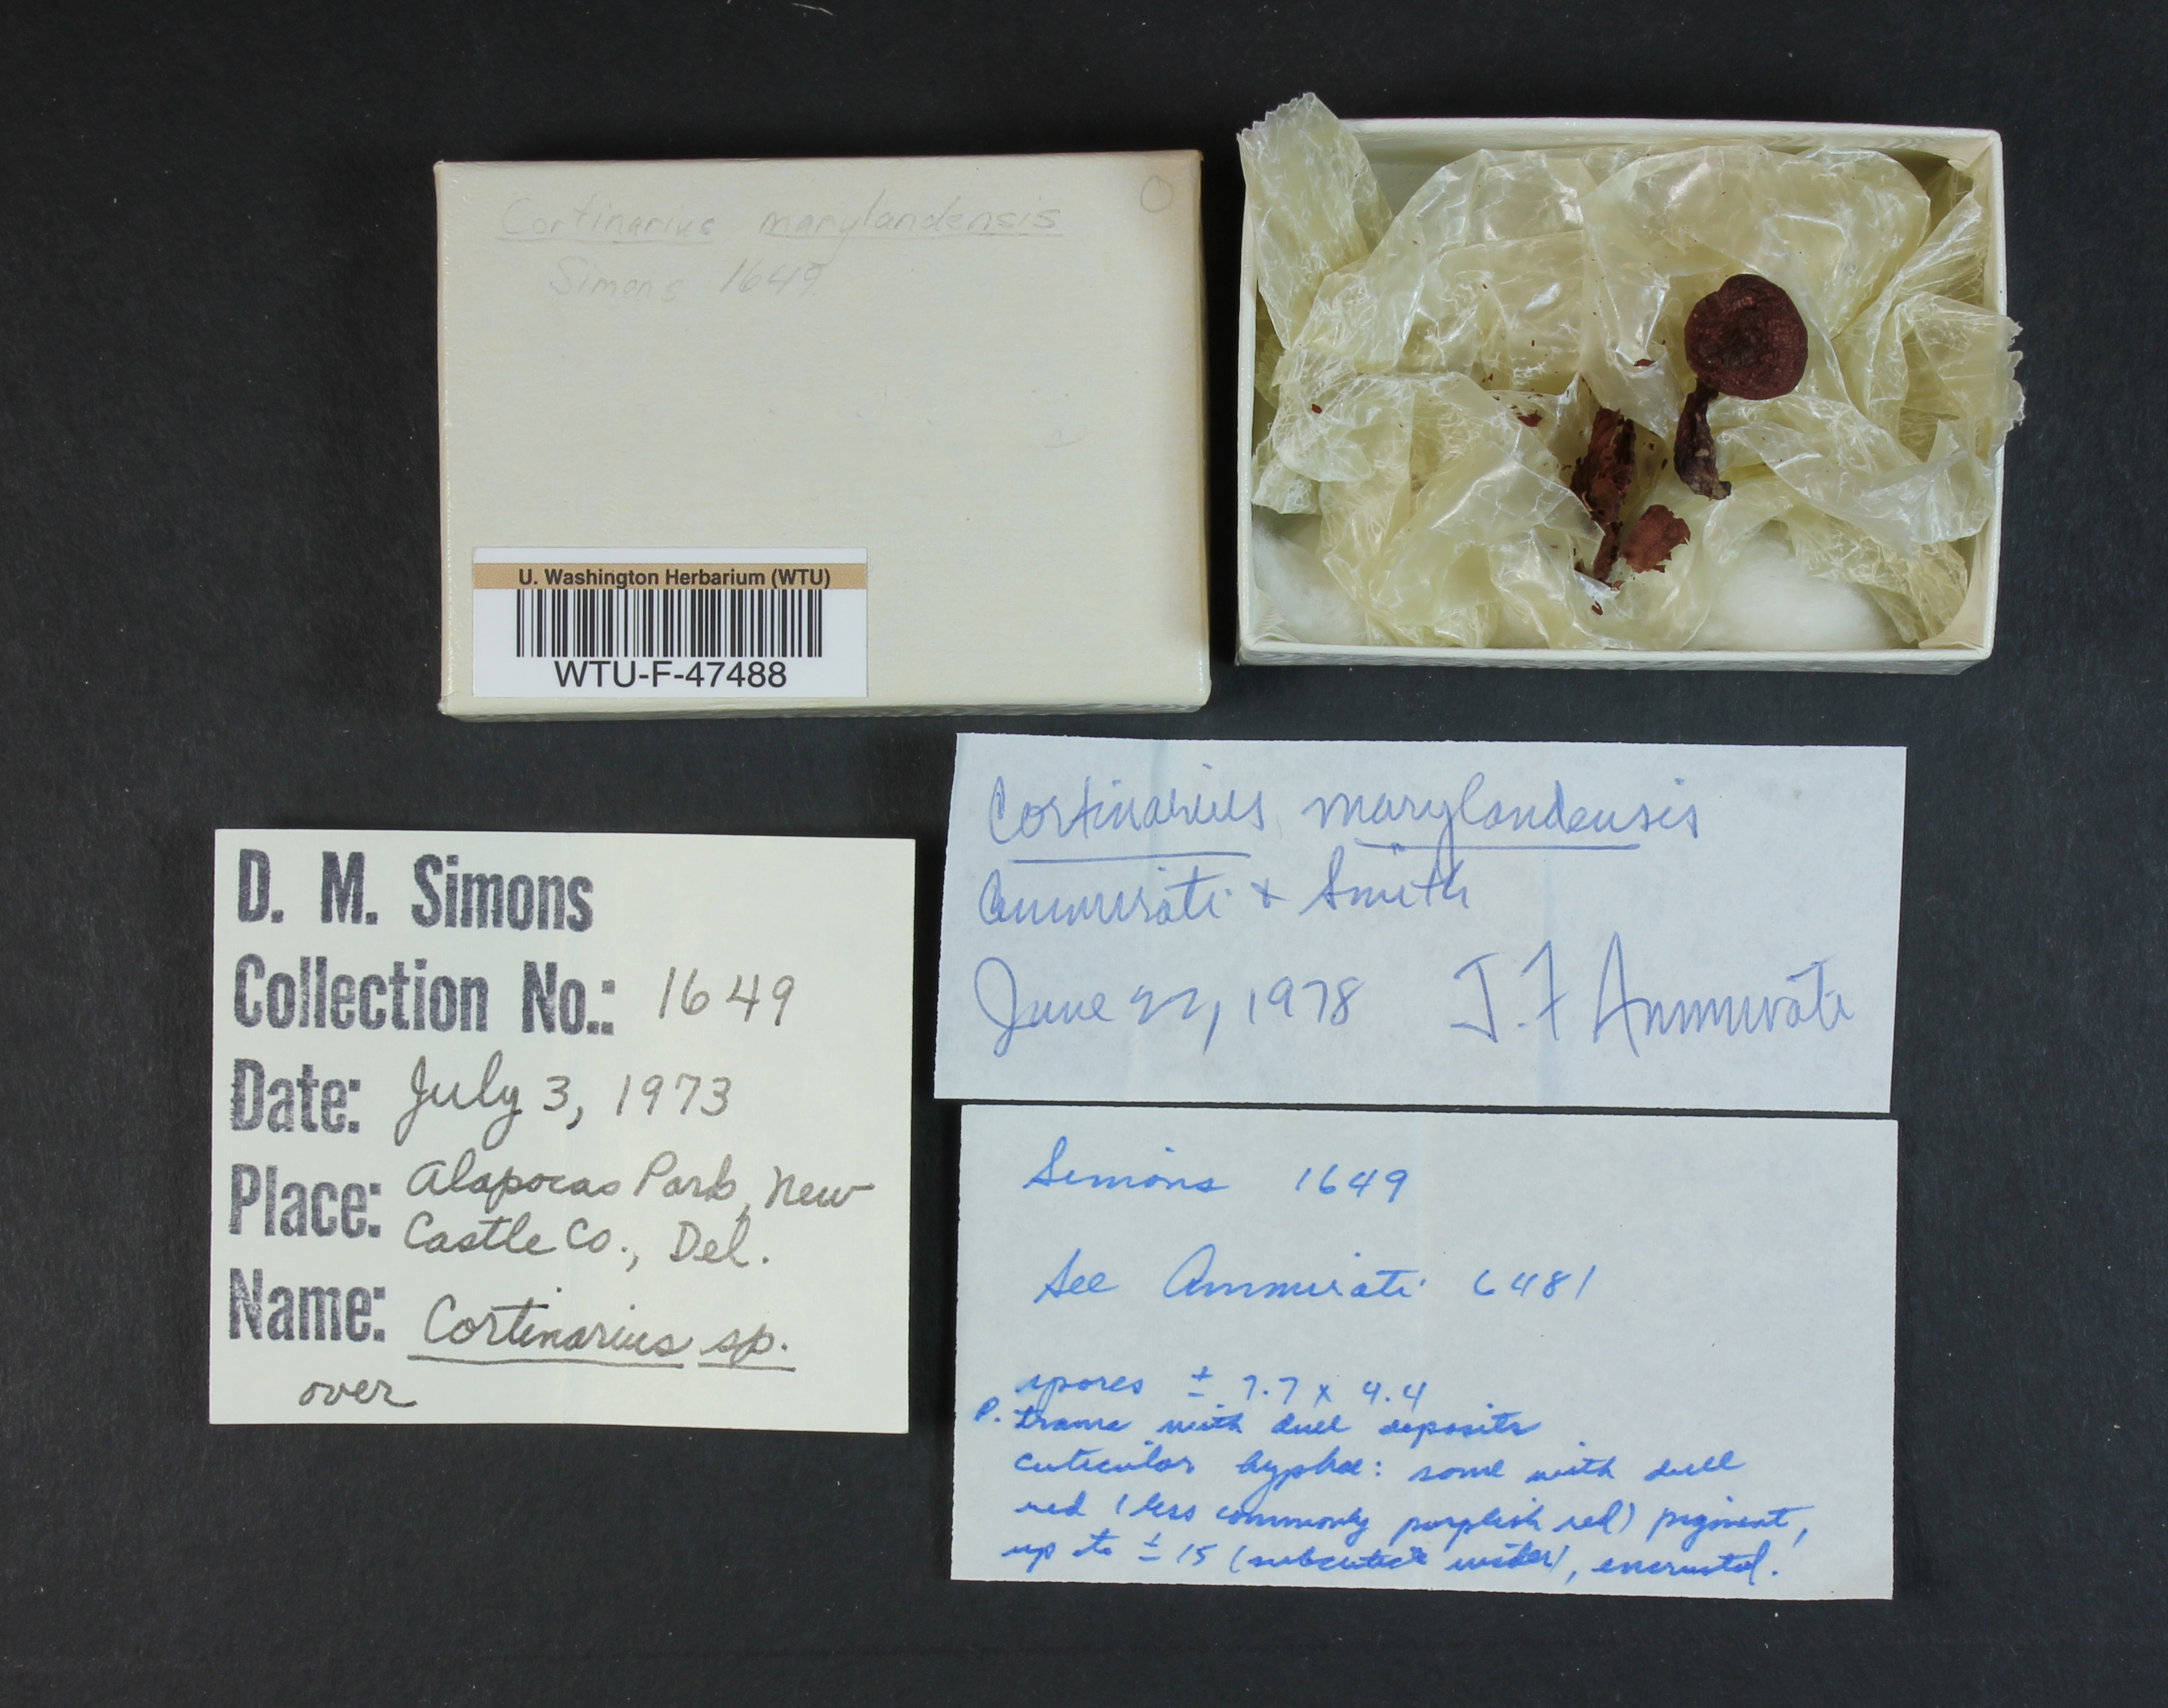 Cortinarius marylandensis
Simons 1649
U. Washington Herbarium (WTU)
WTU-F-47488
D. M. Simons
Collection No.: 1649
Date: July 3, 1973
Place: Alapocas Park, New
Castle Co., Del.
Name: Cortinarius sp.
over
Cortinarius marylandensis
Ammirati & Smith
June 22, 1978 J. F Ammirati
Simons 1649
See Ammirati 6481
spores ± 7.7 x 4.4
P. trama with dull deposits
cuticular hyphae: some with dull
red (less commonly purplish red) pigment,
up to ± 15 (subcuticle wider), encrusted.